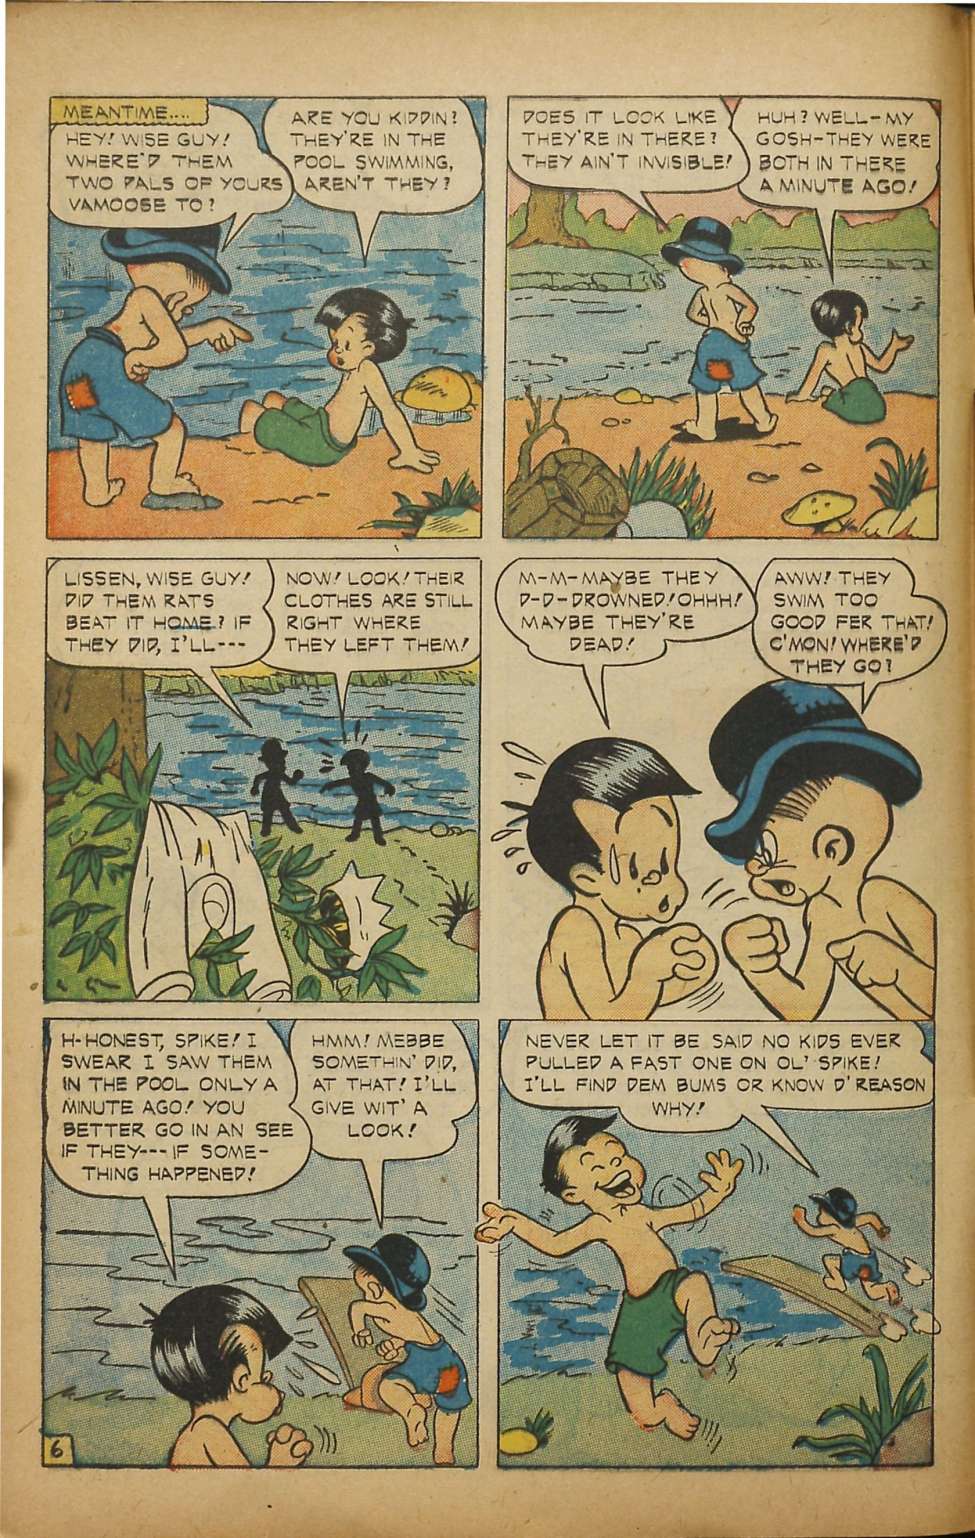 MEANTIME....
HEY! WISE GUY!
WHERE'D THEM
TWO PALS OF YOURS
VAMOOSE TO?
ARE YOU KIDDIN?
THEY'RE IN THE
POOL SWIMMING,
AREN'T THEY?
DOES IT LOOK LIKE
THEY'RE IN THERE?
THEY AIN'T INVISIBLE!
HUH? WELL-MY
GOSH-THEY WERE
BOTH IN THERE
A MINUTE AGO!
LISSEN, WISE GUY!
DID THEM RATS
BEAT IT HOME? IF
THEY DID, I'LL---
NOW! LOOK! THEIR
CLOTHES ARE STILL
RIGHT WHERE
THEY LEFT THEM!
M-M-MAYBE THEY
D-D-DROWNED! OHHH!
MAYBE THEY'RE
DEAD!
AWW! THEY
SWIM TOO
GOOD FER THAT!
C'MON! WHERE'D
THEY GO?
H-HONEST, SPIKE! I
SWEAR I SAW THEM
IN THE POOL ONLY A
MINUTE AGO! YOU
BETTER GO IN AN SEE
IF THEY---IF SOME-
THING HAPPENED!
HMM! MEBBE
SOMETHIN' DID,
AT THAT! I'LL
GIVE WIT' A
LOOK!
NEVER LET IT BE SAID NO KIDS EVER
PULLED A FAST ONE ON OL' SPIKE!
I'LL FIND DEM BUMS OR KNOW D' REASON
WHY!
6